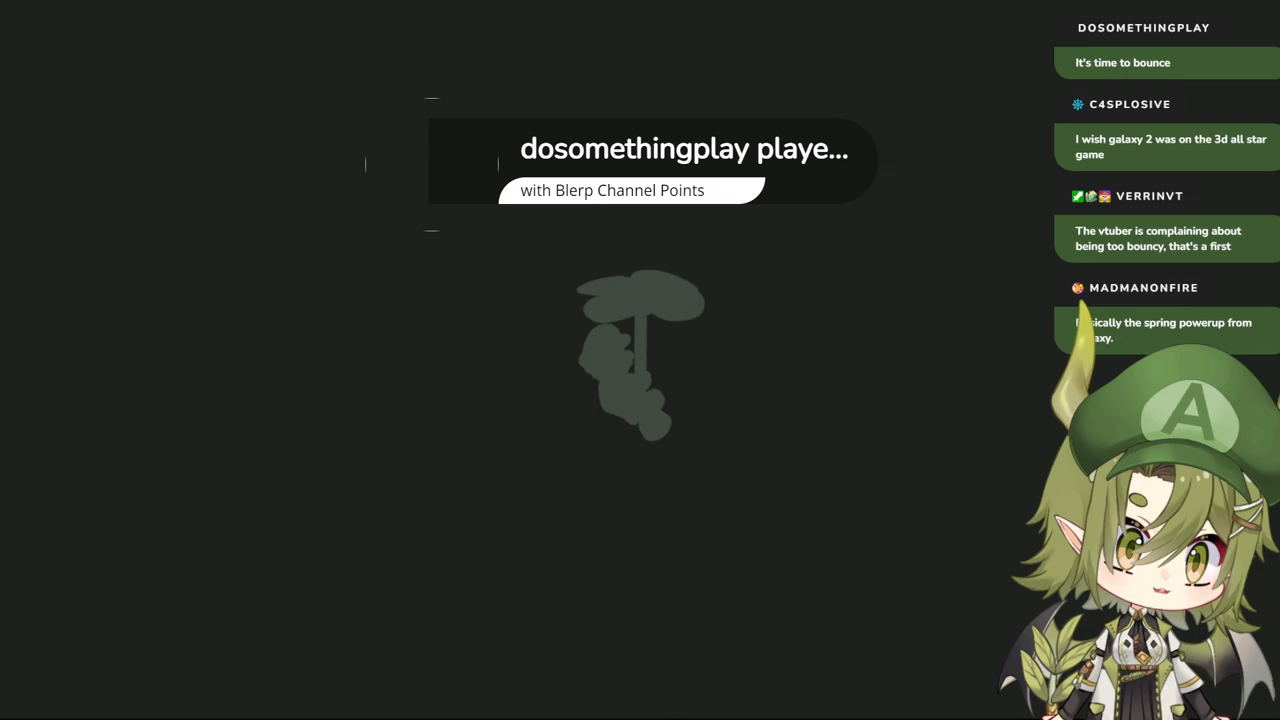 dosomethingplay playe...
with Blerp Channel Points
DOSOMETHINGPLAY
It's time to bounce
C4SPLOSIVE
I wish galaxy 2 was on the 3d all star
game
VERRINVT
The vtuber is complaining about
being too bouncy, that's a first
MADMANONFIRE
the spring powerup from
A